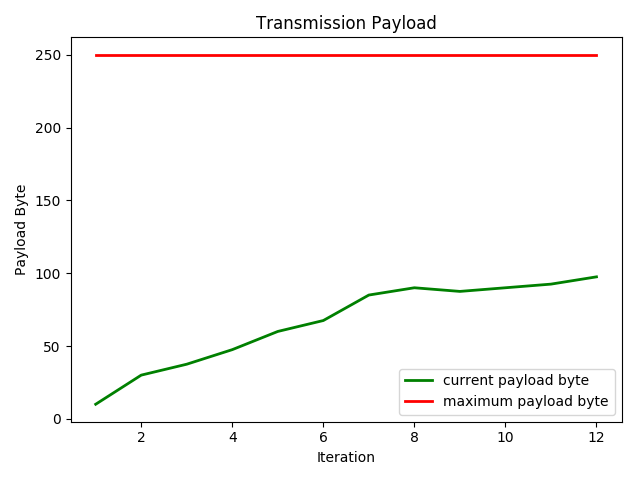 Transmission Payload
250
200
150
100
50
0
Payload Byte
current payload byte
maximum payload byte
2 4 6 8 10 12
Iteration